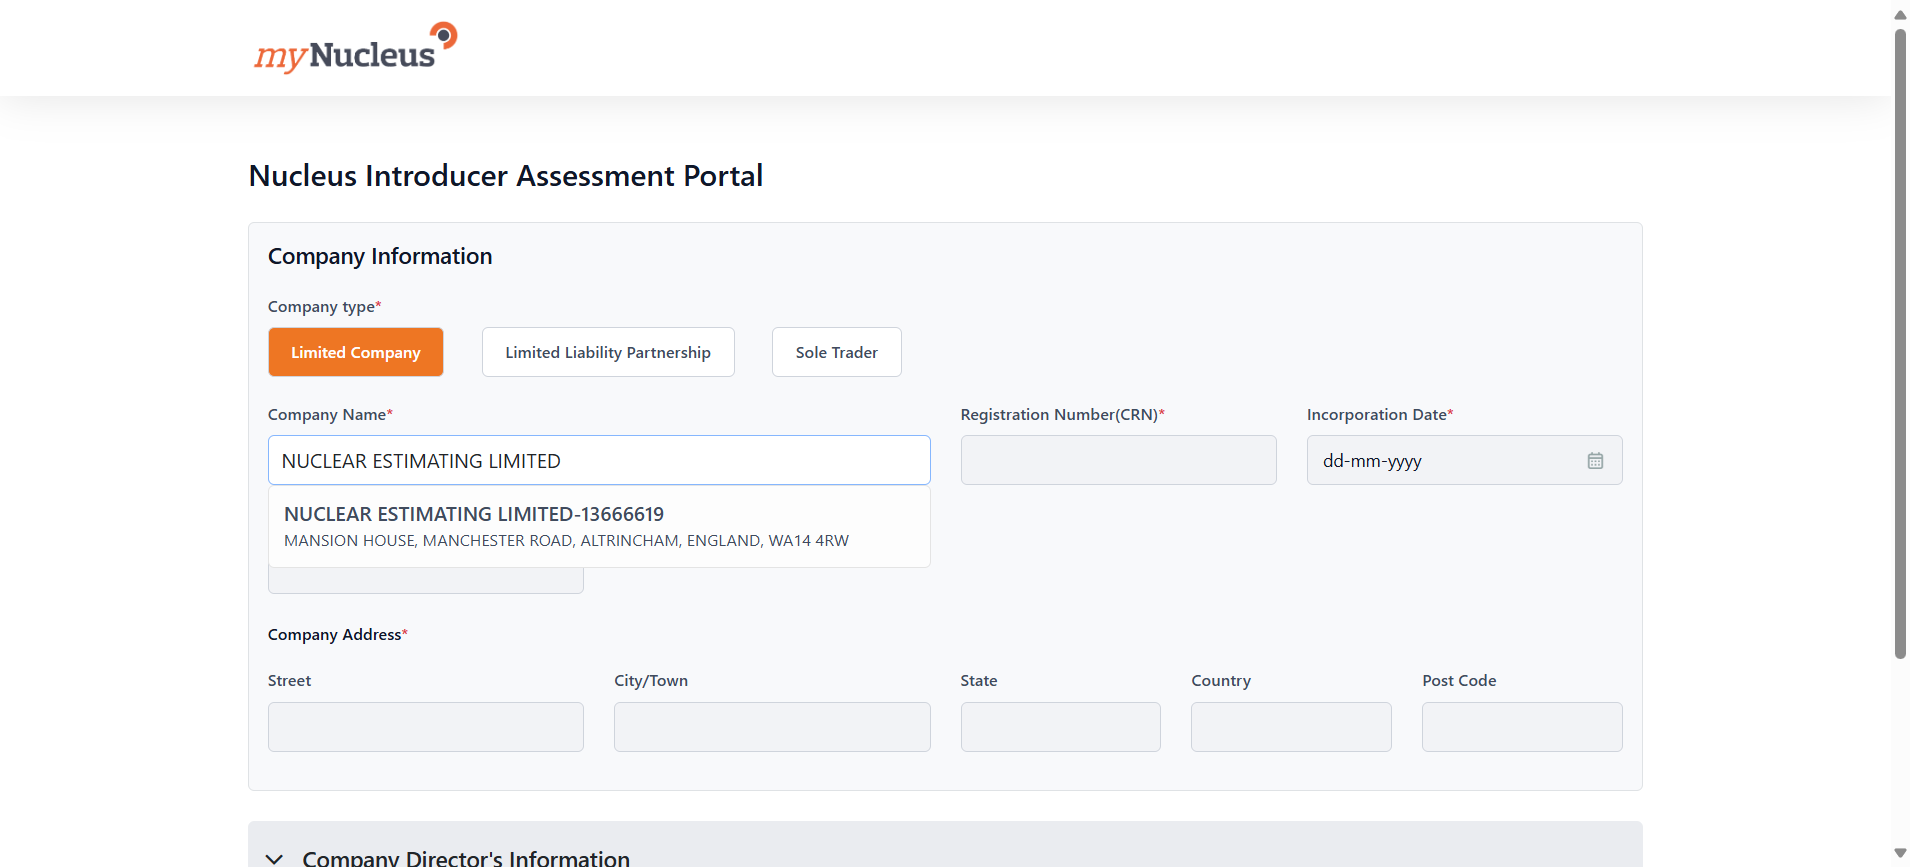 myNucleus
Nucleus Introducer Assessment Portal
Company Information
Company type*
Limited Company
Limited Liability Partnership
Sole Trader
Company Name*
Registration Number(CRN)*
Incorporation Date*
NUCLEAR ESTIMATING LIMITED
dd-mm-yyyy
NUCLEAR ESTIMATING LIMITED-13666619
MANSION HOUSE, MANCHESTER ROAD, ALTRINCHAM, ENGLAND, WA14 4RW
Company Address*
Street
City/Town
State
Country
Post Code
Company Director's Information